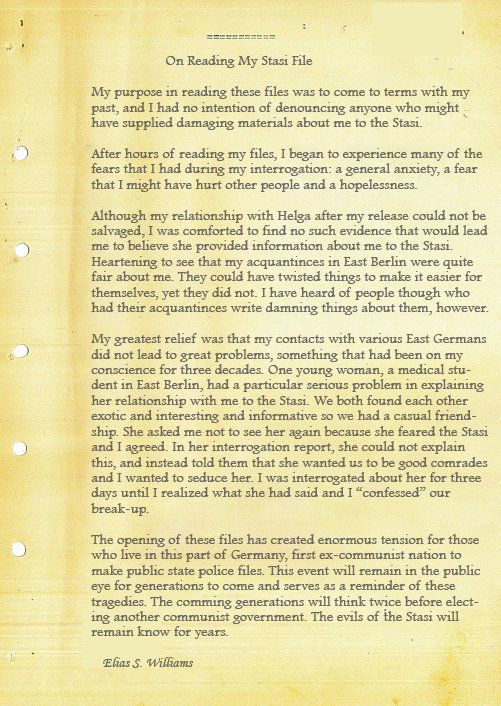 ===========
On Reading My Stasi File
My purpose in reading these files was to come to terms with my
past, and I had no intention of denouncing anyone who might
have supplied damaging materials about me to the Stasi.
After hours of reading my files, I began to experience many of the
fears that I had during my interrogation: a general anxiety, a fear
that I might have hurt other people and a hopelessness.
Although my relationship with Helga after my release could not be
salvaged, I was comforted to find no such evidence that would lead
me to believe she provided information about me to the Stasi.
Heartening to see that my acquantinces in East Berlin were quite
fair about me. They could have twisted things to make it easier for
themselves, yet they did not. I have heard of people though who
had their acquantinces write damning things about them, however.
My greatest relief was that my contacts with various East Germans
did not lead to great problems, something that had been on my
conscience for three decades. One young woman, a medical stu-
dent in East Berlin, had a particular serious problem in explaining
her relationship with me to the Stasi. We both found each other
exotic and interesting and informative so we had a casual friend-
ship. She asked me not to see her again because she feared the Stasi
and I agreed. In her interrogation report, she could not explain
this, and instead told them that she wanted us to be good comrades
and I wanted to seduce her. I was interrogated about her for three
days until I realized what she had said and I “confessed” our
break-up.
The opening of these files has created enormous tension for those
who live in this part of Germany, first ex-communist nation to
make public state police files. This event will remain in the public
eye for generations to come and serves as a reminder of these
tragedies. The comming generations will think twice before elect-
ing another communist government. The evils of the Stasi will
remain know for years.
Elias S. Williams